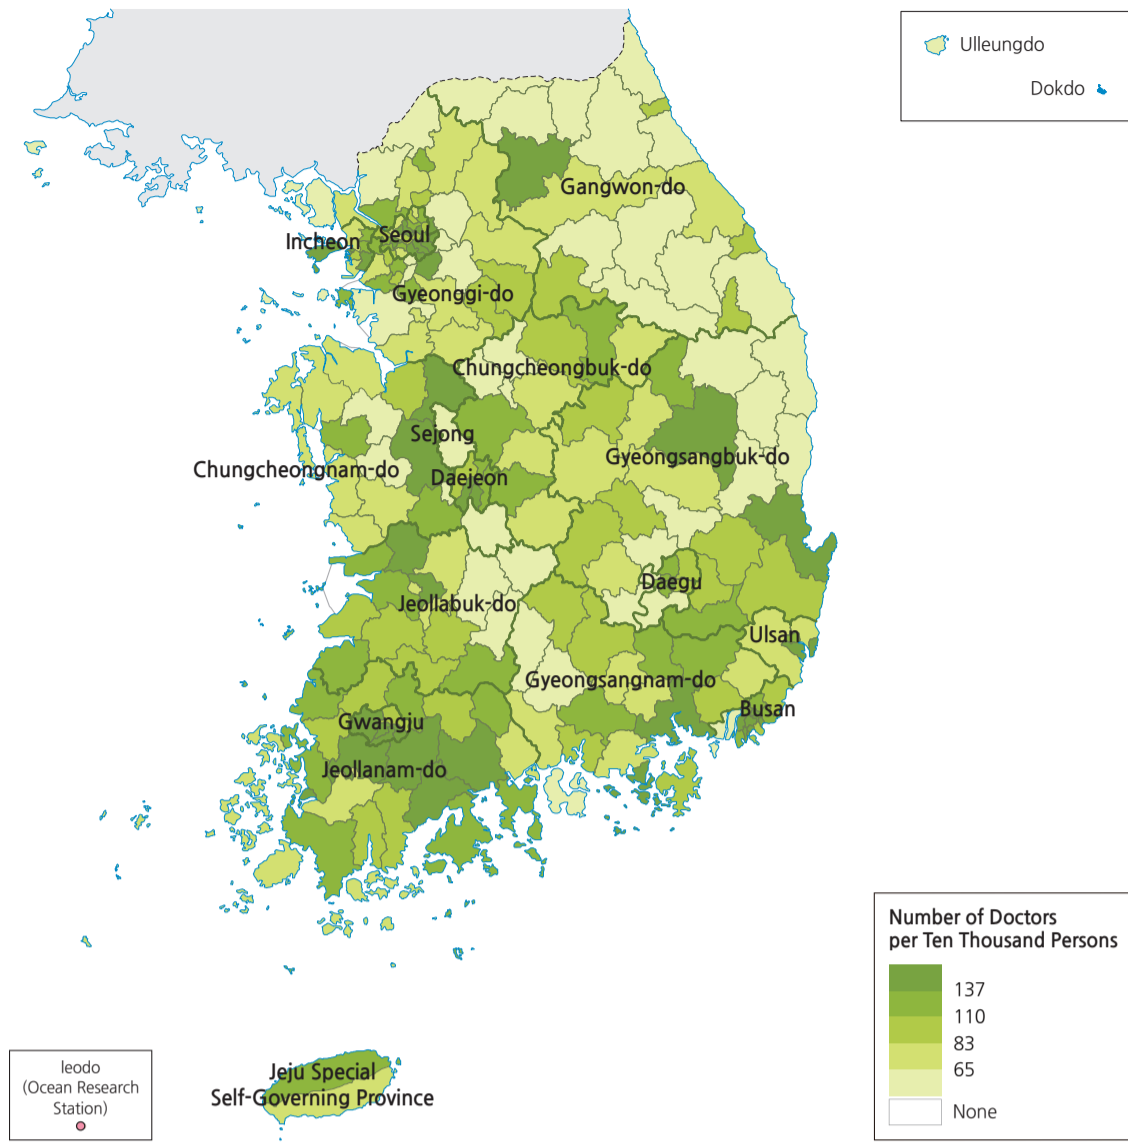 Ulleungdo
Dokdo
Gangwon-do
Incheon
Seoul
Gyeonggi-do
Chungcheongbuk-do
Sejong
Gyeongsangbuk-do
Chungcheongnam-do
Daejeon
Daegu
Jeollabuk-do
Ulsan
Gyeongsangnam-do
Busan
Gwangju
Jeollanam-do
Number of Doctors
per Ten Thousand Persons
137
110
83
65
None
Ieodo
(Ocean Research
Station)
Jeju Special
Self-Governing Province